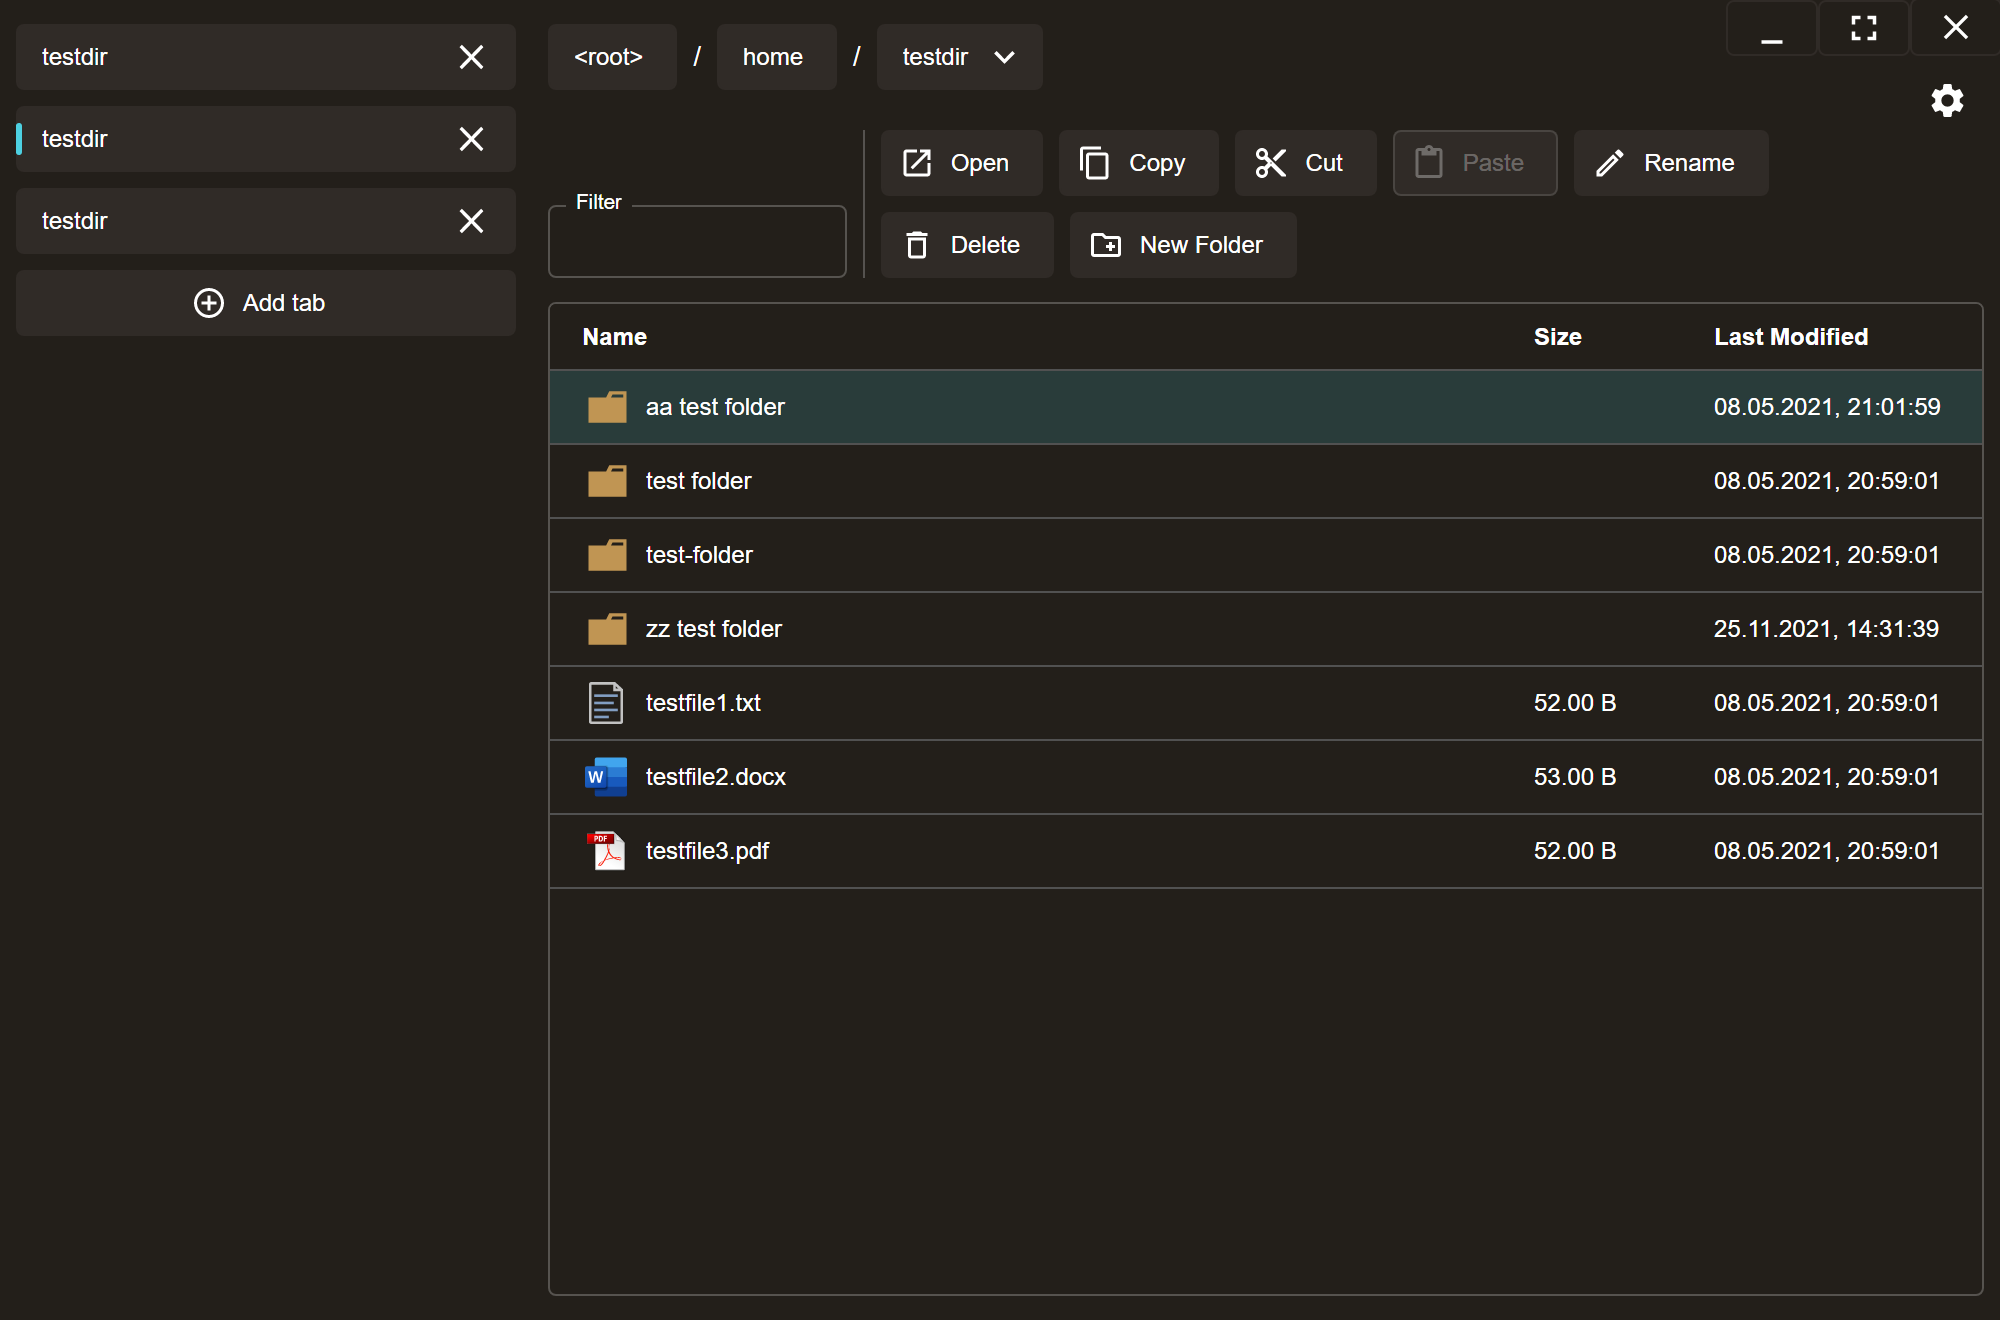 testdir
testdir
testdir
Add tab
<root> / home / testdir
Filter
Open Copy Cut Paste Rename
Delete New Folder
Name Size Last Modified
aa test folder 08.05.2021, 21:01:59
test folder 08.05.2021, 20:59:01
test-folder 08.05.2021, 20:59:01
zz test folder 25.11.2021, 14:31:39
testfile1.txt 52.00 B 08.05.2021, 20:59:01
W testfile2.docx 53.00 B 08.05.2021, 20:59:01
PDF testfile3.pdf 52.00 B 08.05.2021, 20:59:01